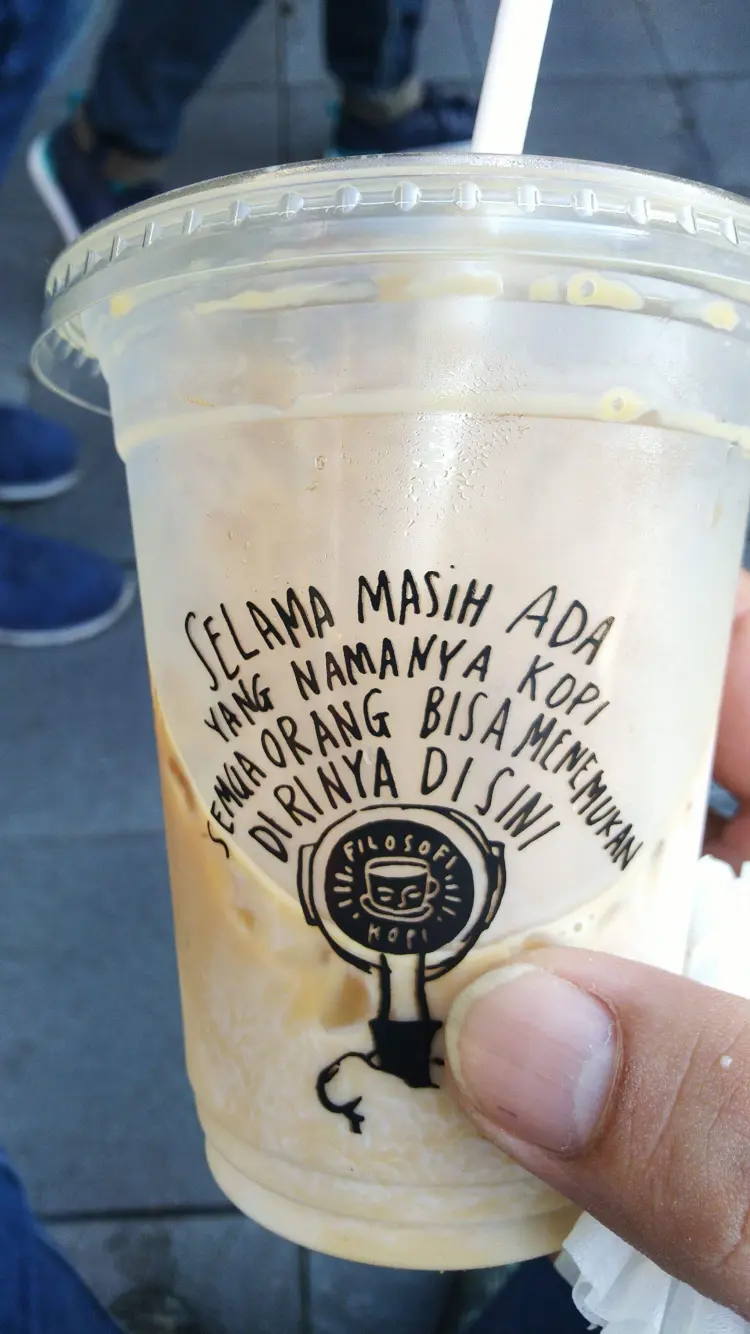 SELAMA MASIH ADA
YANG NAMANYA KOPI
SEMUA ORANG BISA MENEMUKAN
DIRINYA DI SINI
FILOSOFI
KOPI